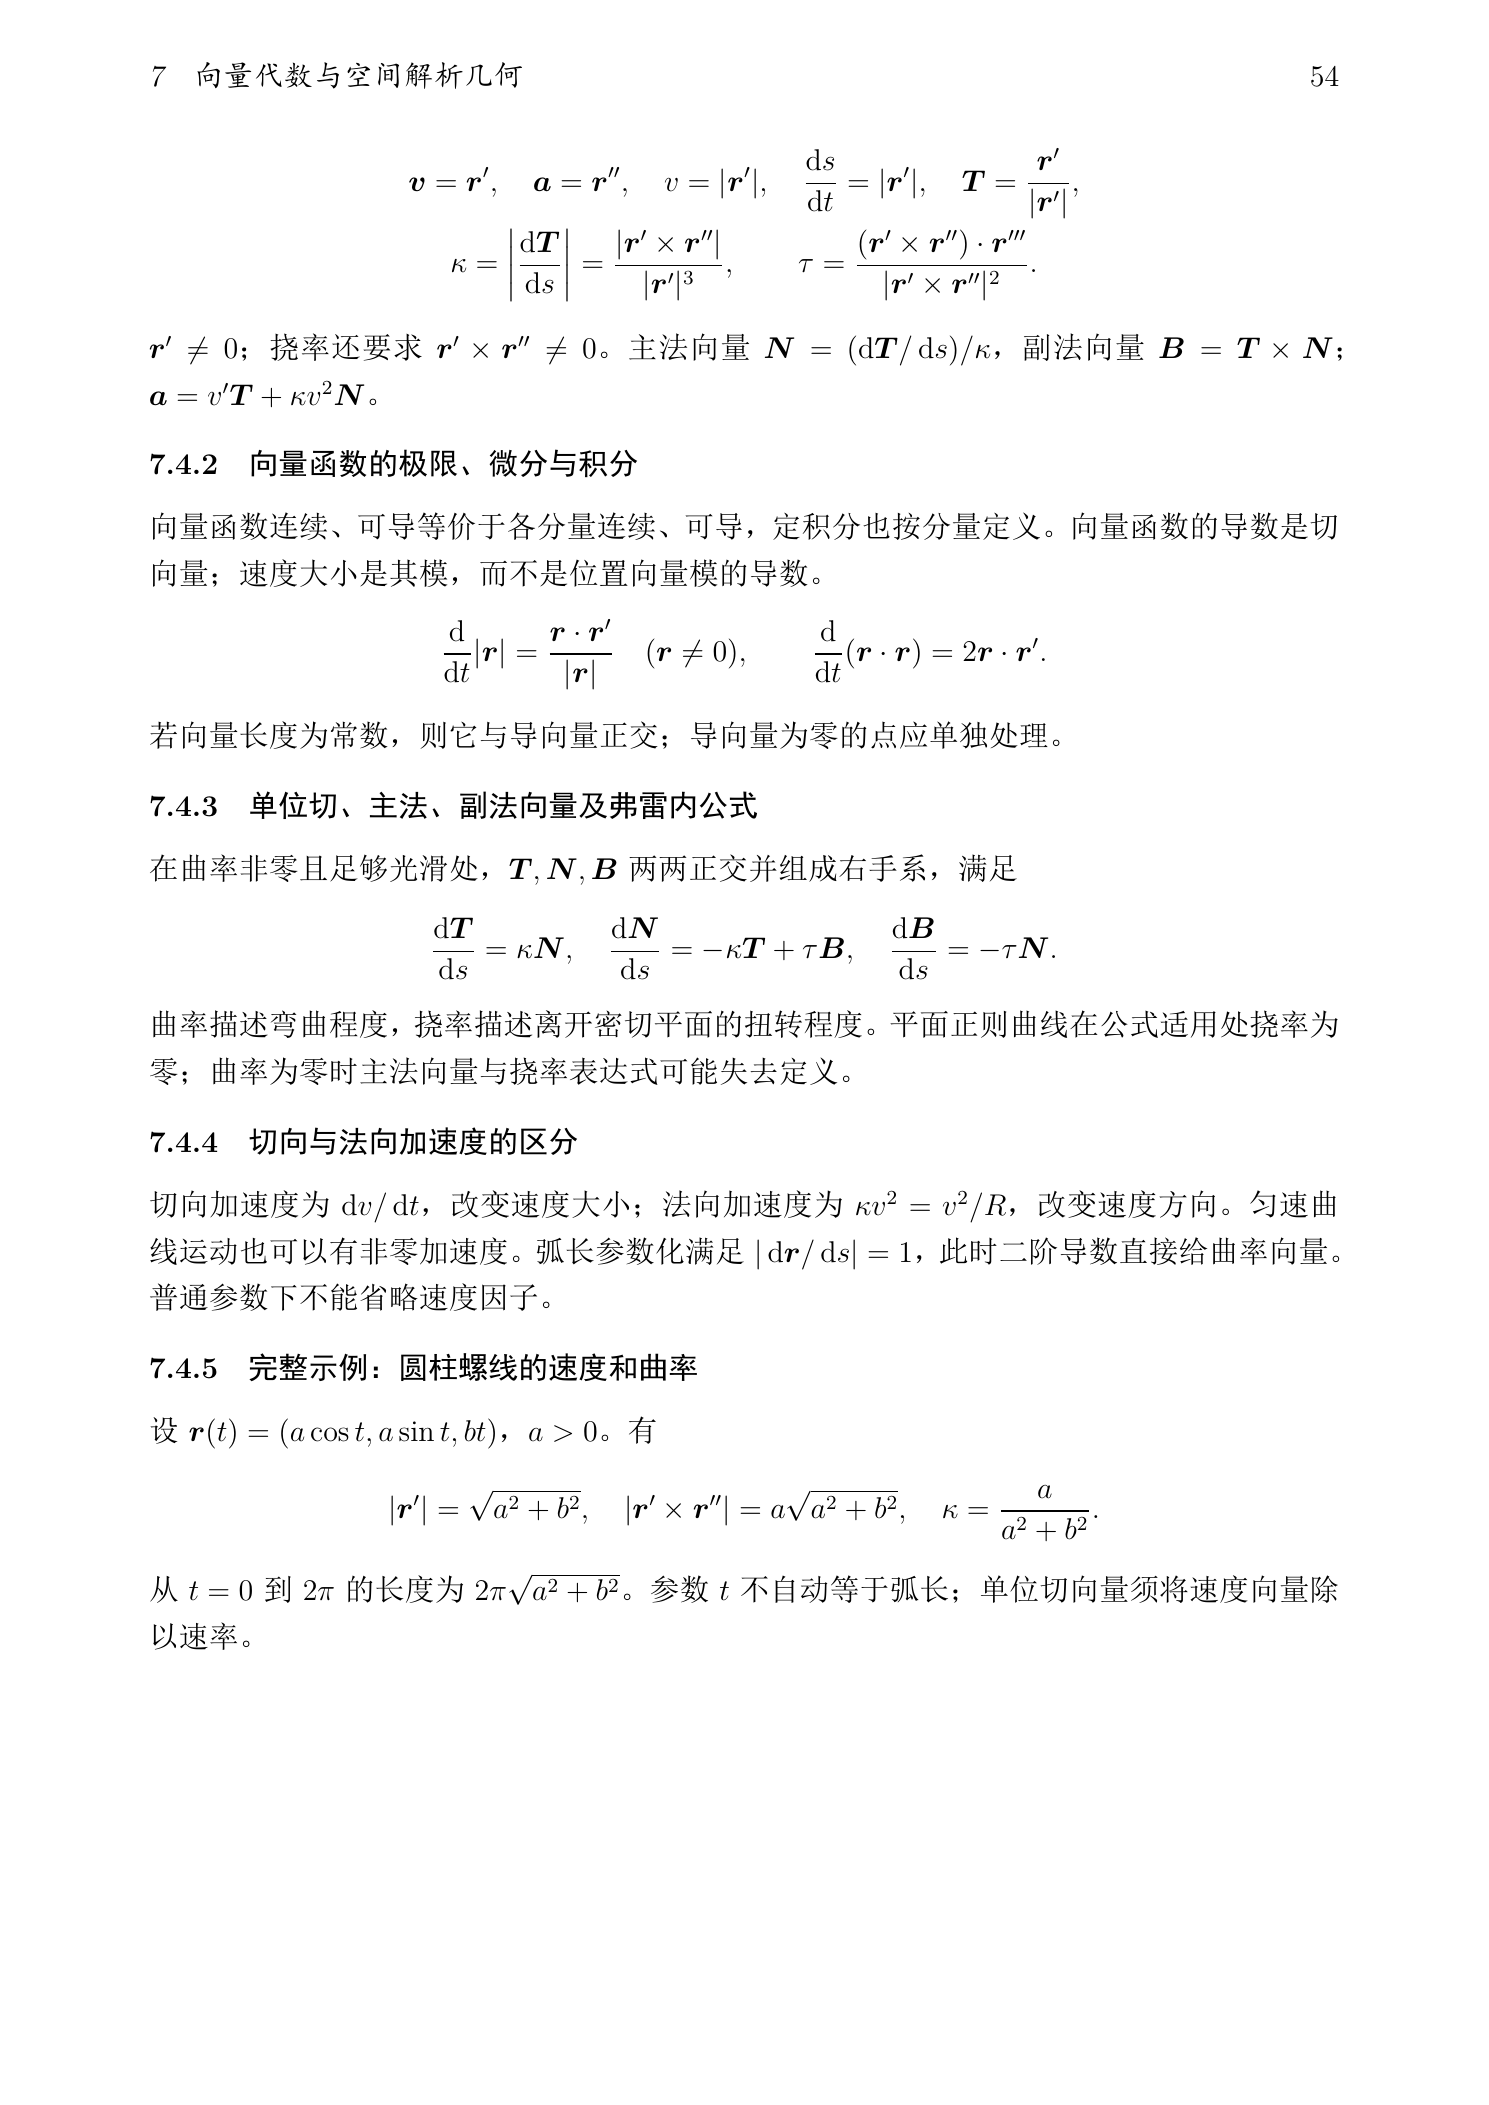 7 向量代数与空间解析几何 54
v = r′, a = r″, v = |r′|, ds/dt = |r′|, T = r′/|r′|,
κ = |dT/ds| = |r′ × r″|/|r′|³, τ = (r′ × r″) · r‴/|r′ × r″|².
r′ ≠ 0；挠率还要求 r′ × r″ ≠ 0。主法向量 N = (dT/ ds)/κ，副法向量 B = T × N；
a = v′T + κv²N。
7.4.2 向量函数的极限、微分与积分
向量函数连续、可导等价于各分量连续、可导，定积分也按分量定义。向量函数的导数是切
向量；速度大小是其模，而不是位置向量模的导数。
d/dt |r| = r · r′/|r| (r ≠ 0), d/dt (r · r) = 2r · r′.
若向量长度为常数，则它与导向量正交；导向量为零的点应单独处理。
7.4.3 单位切、主法、副法向量及弗雷内公式
在曲率非零且足够光滑处，T, N, B 两两正交并组成右手系，满足
dT/ds = κN, dN/ds = −κT + τB, dB/ds = −τN.
曲率描述弯曲程度，挠率描述离开密切平面的扭转程度。平面正则曲线在公式适用处挠率为
零；曲率为零时主法向量与挠率表达式可能失去定义。
7.4.4 切向与法向加速度的区分
切向加速度为 dv/ dt，改变速度大小；法向加速度为 κv² = v²/R，改变速度方向。匀速曲
线运动也可以有非零加速度。弧长参数化满足 | dr/ ds| = 1，此时二阶导数直接给曲率向量。
普通参数下不能省略速度因子。
7.4.5 完整示例：圆柱螺线的速度和曲率
设 r(t) = (a cos t, a sin t, bt)，a > 0。有
|r′| = √(a² + b²), |r′ × r″| = a√(a² + b²), κ = a/(a² + b²).
从 t = 0 到 2π 的长度为 2π√(a² + b²)。参数 t 不自动等于弧长；单位切向量须将速度向量除
以速率。